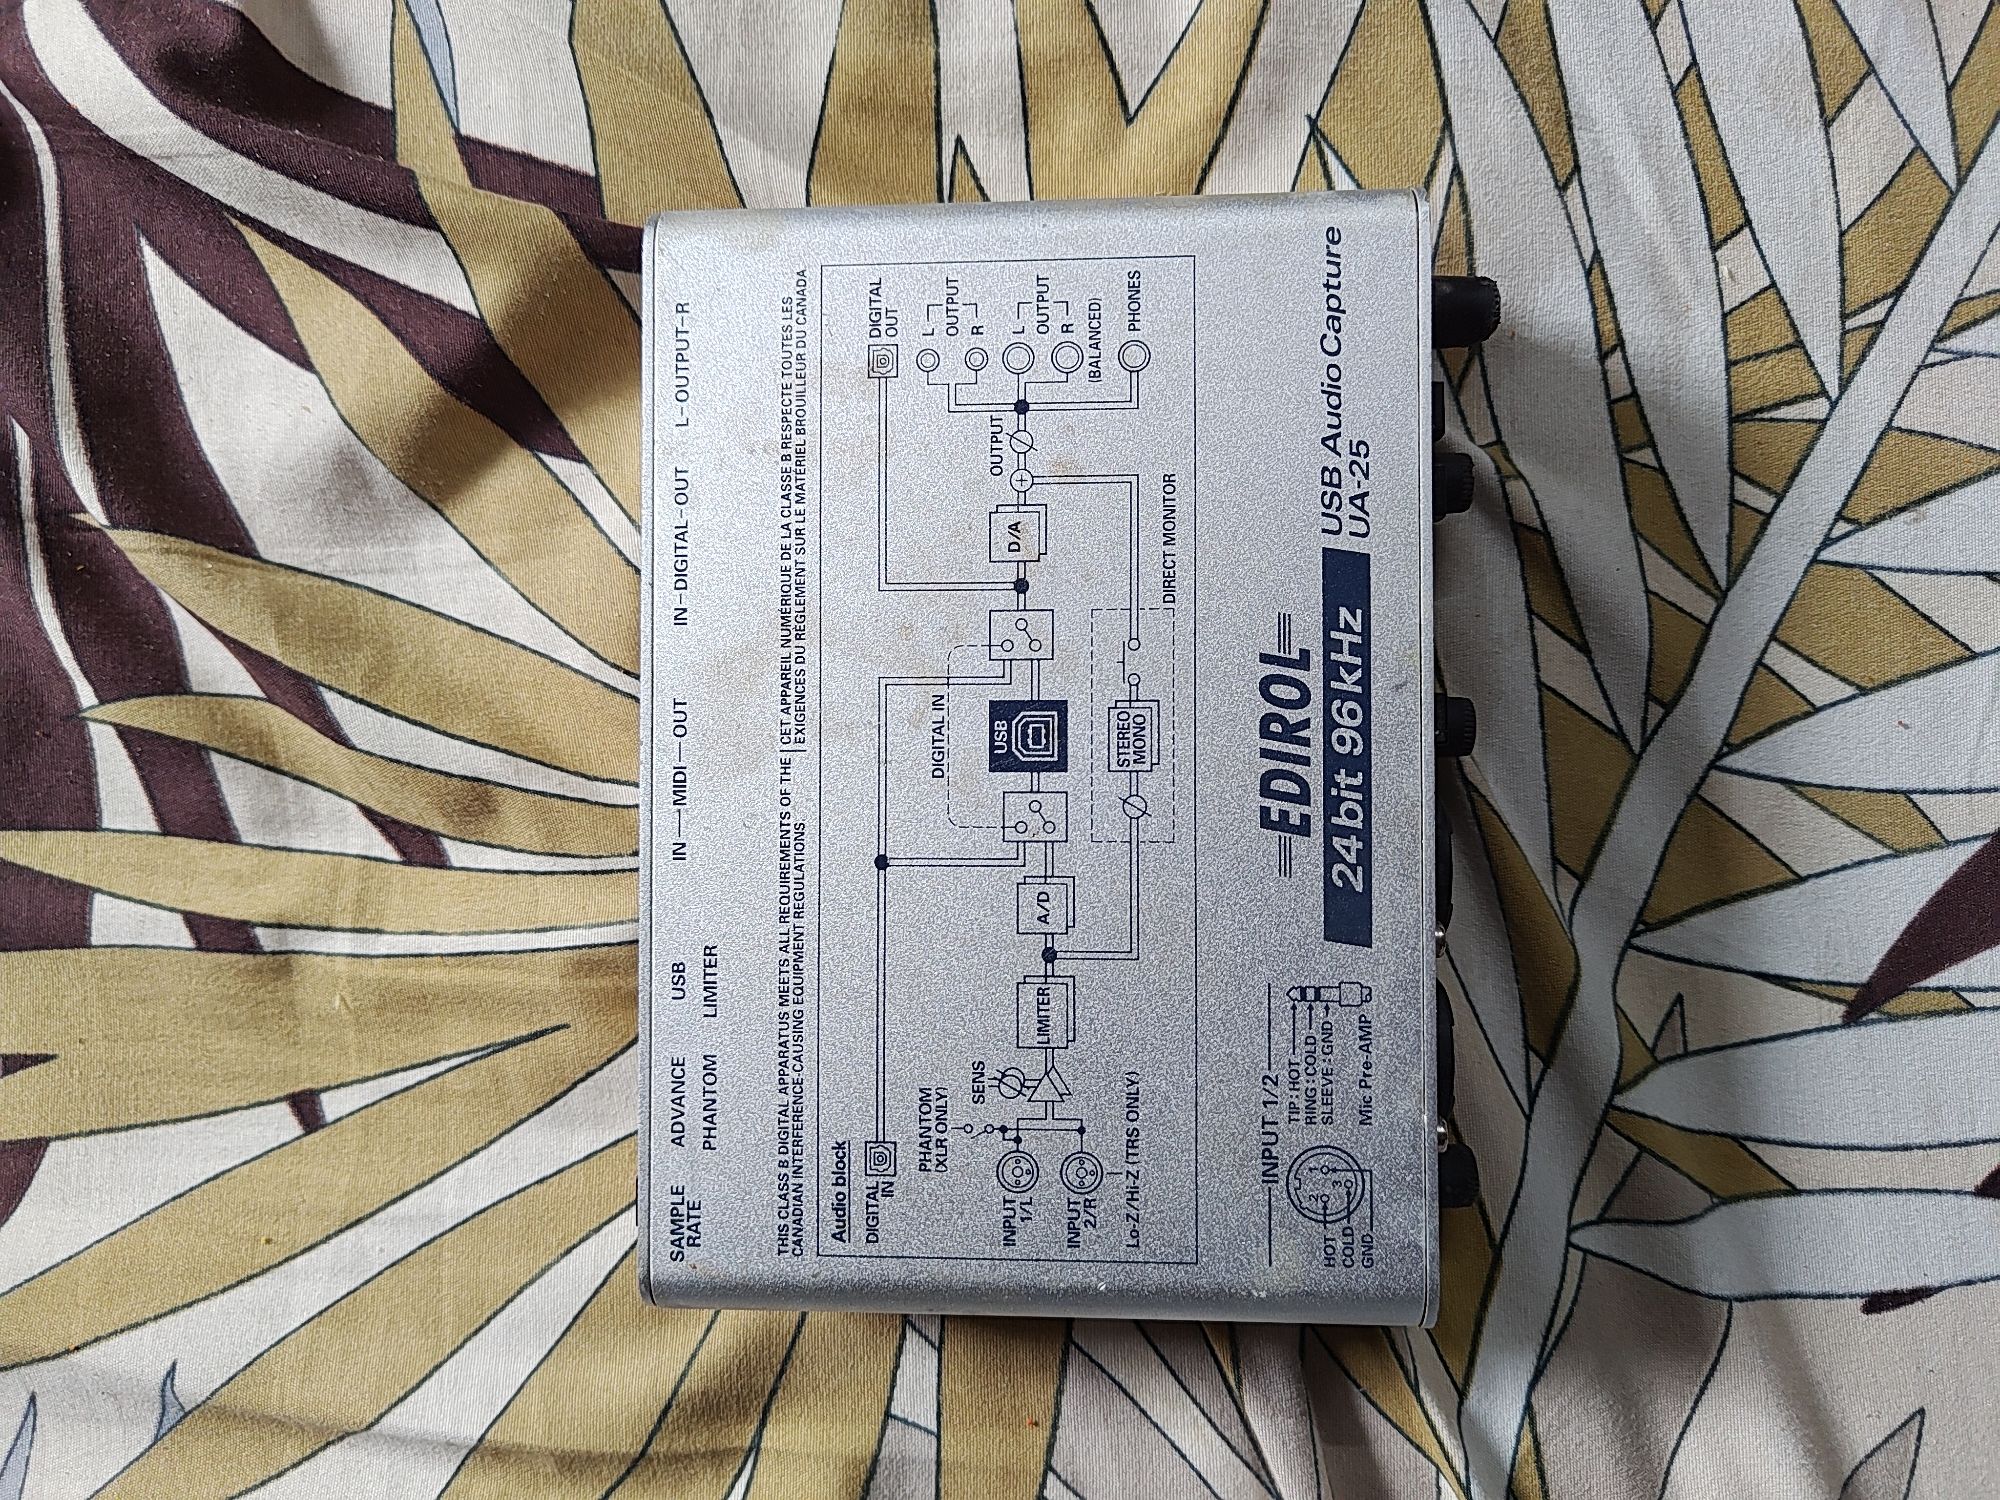 SAMPLE RATE
ADVANCE
USB
IN — MIDI — OUT
IN – DIGITAL – OUT
L – OUTPUT – R
PHANTOM
LIMITER
THIS CLASS B DIGITAL APPARATUS MEETS ALL REQUIREMENTS OF THE
CANADIAN INTERFERENCE-CAUSING EQUIPMENT REGULATIONS
CET APPAREIL NUMÉRIQUE DE LA CLASSE B RESPECTE TOUTES LES
EXIGENCES DU RÈGLEMENT SUR LE MATÉRIEL BROUILLEUR DU CANADA
Audio block
DIGITAL
IN
DIGITAL
OUT
PHANTOM
(XLR ONLY)
DIGITAL IN
L
OUTPUT
R
SENS
USB
OUTPUT
INPUT
1/L
LIMITER
A/D
D/A
L
OUTPUT
R
INPUT
2/R
(BALANCED)
Lo-Z/Hi-Z (TRS ONLY)
STEREO
MONO
PHONES
DIRECT MONITOR
INPUT 1/2
1
2
3
HOT
COLD
GND
TIP : HOT
RING : COLD
SLEEVE : GND
Mic Pre-AMP
EDIROL
24bit 96kHz
USB Audio Capture
UA-25